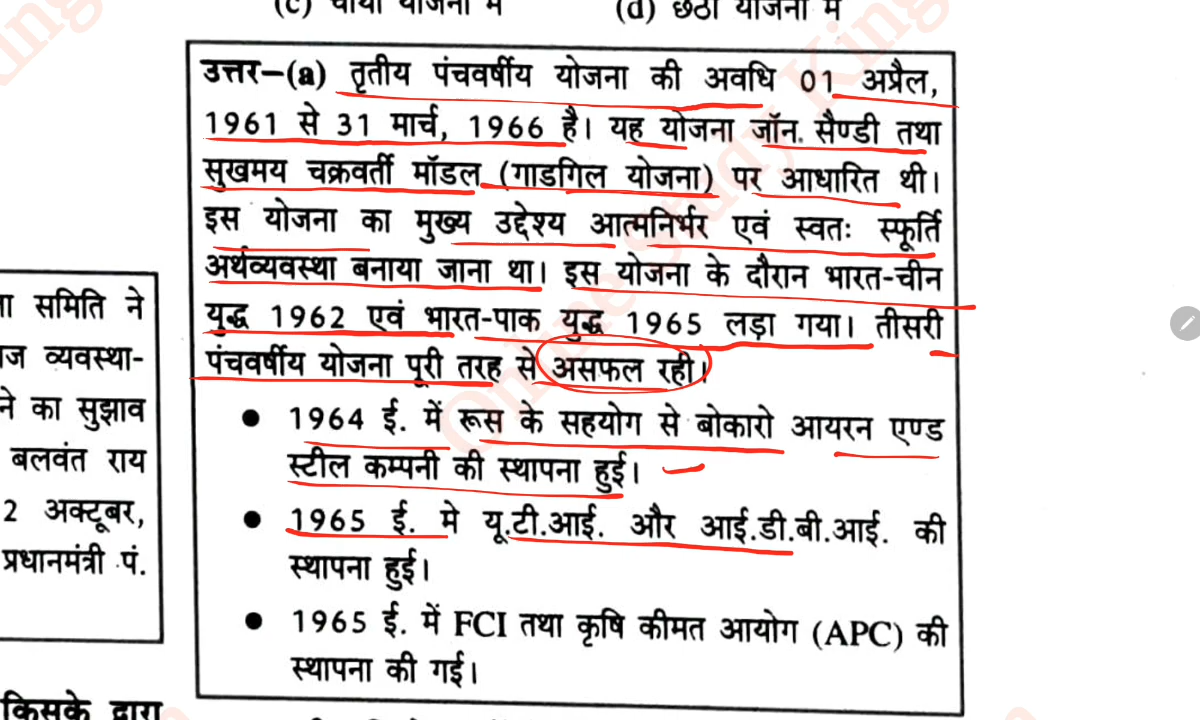 (c) चौथी योजना में (d) छठी योजना में
उत्तर–(a) तृतीय पंचवर्षीय योजना की अवधि 01 अप्रैल,
1961 से 31 मार्च, 1966 है। यह योजना जॉन. सैण्डी तथा
सुखमय चक्रवर्ती मॉडल (गाडगिल योजना) पर आधारित थी।
इस योजना का मुख्य उद्देश्य आत्मनिर्भर एवं स्वतः स्फूर्ति
अर्थव्यवस्था बनाया जाना था। इस योजना के दौरान भारत-चीन
युद्ध 1962 एवं भारत-पाक युद्ध 1965 लड़ा गया। तीसरी
पंचवर्षीय योजना पूरी तरह से असफल रही।
● 1964 ई. में रूस के सहयोग से बोकारो आयरन एण्ड
स्टील कम्पनी की स्थापना हुई।
● 1965 ई. मे यू.टी.आई. और आई.डी.बी.आई. की
स्थापना हुई।
● 1965 ई. में FCI तथा कृषि कीमत आयोग (APC) की
स्थापना की गई।
समिति ने
व्यवस्था-
ने का सुझाव
बलवंत राय
2 अक्टूबर,
प्रधानमंत्री पं.
किसके द्वारा
Online Study King